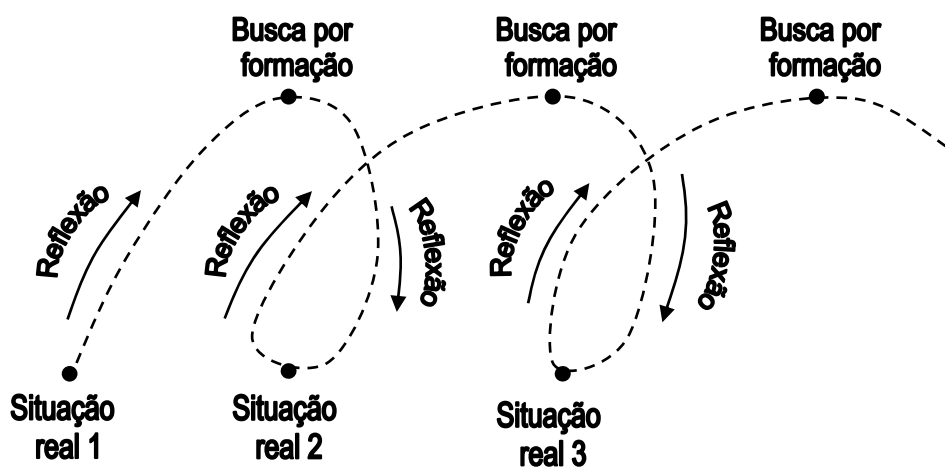 Busca por
formação
Busca por
formação
Busca por
formação
Reflexão
Reflexão
Reflexão
Reflexão
Reflexão
Situação
real 1
Situação
real 2
Situação
real 3